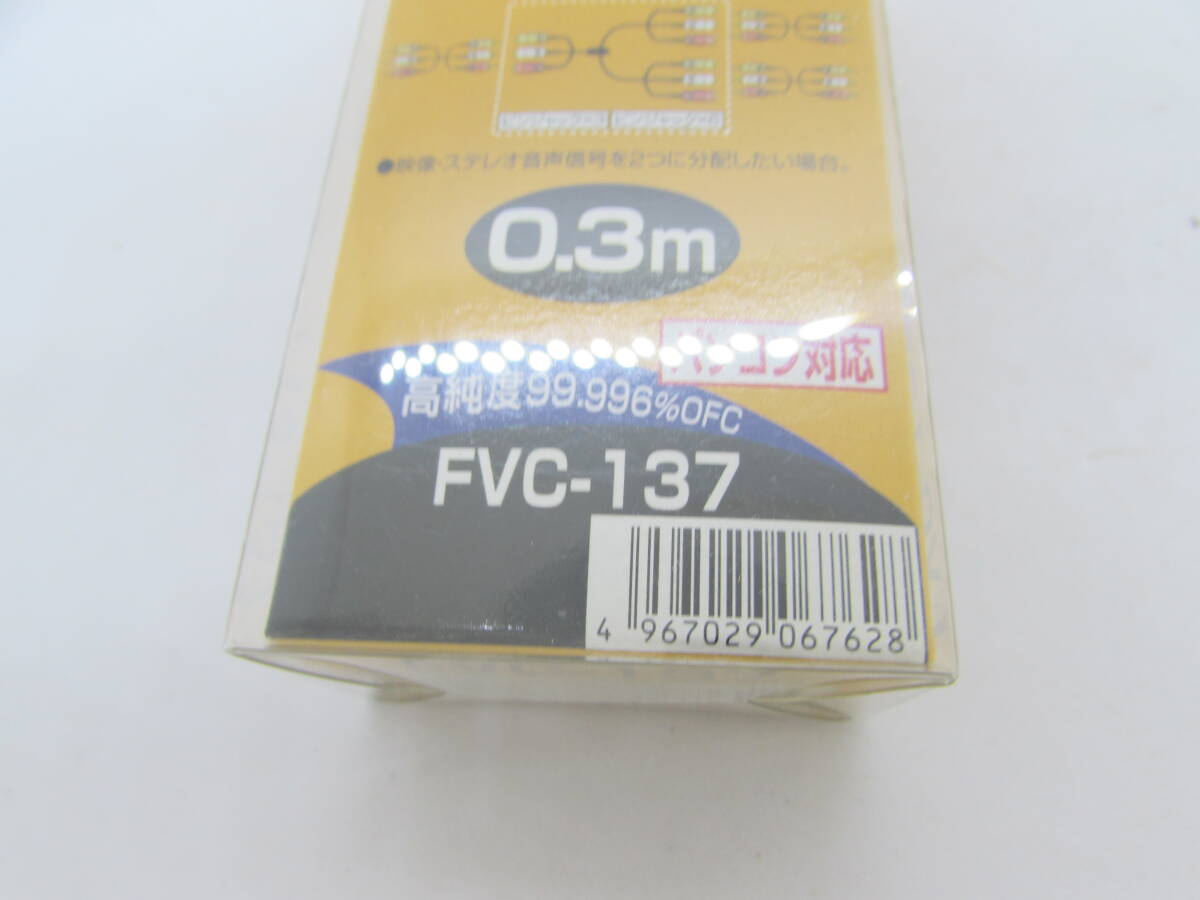 ●映像・ステレオ音声信号を2つに分配したい場合。
0.3m
パソコン対応
高純度99.996%OFC
FVC-137
4 967029 067628